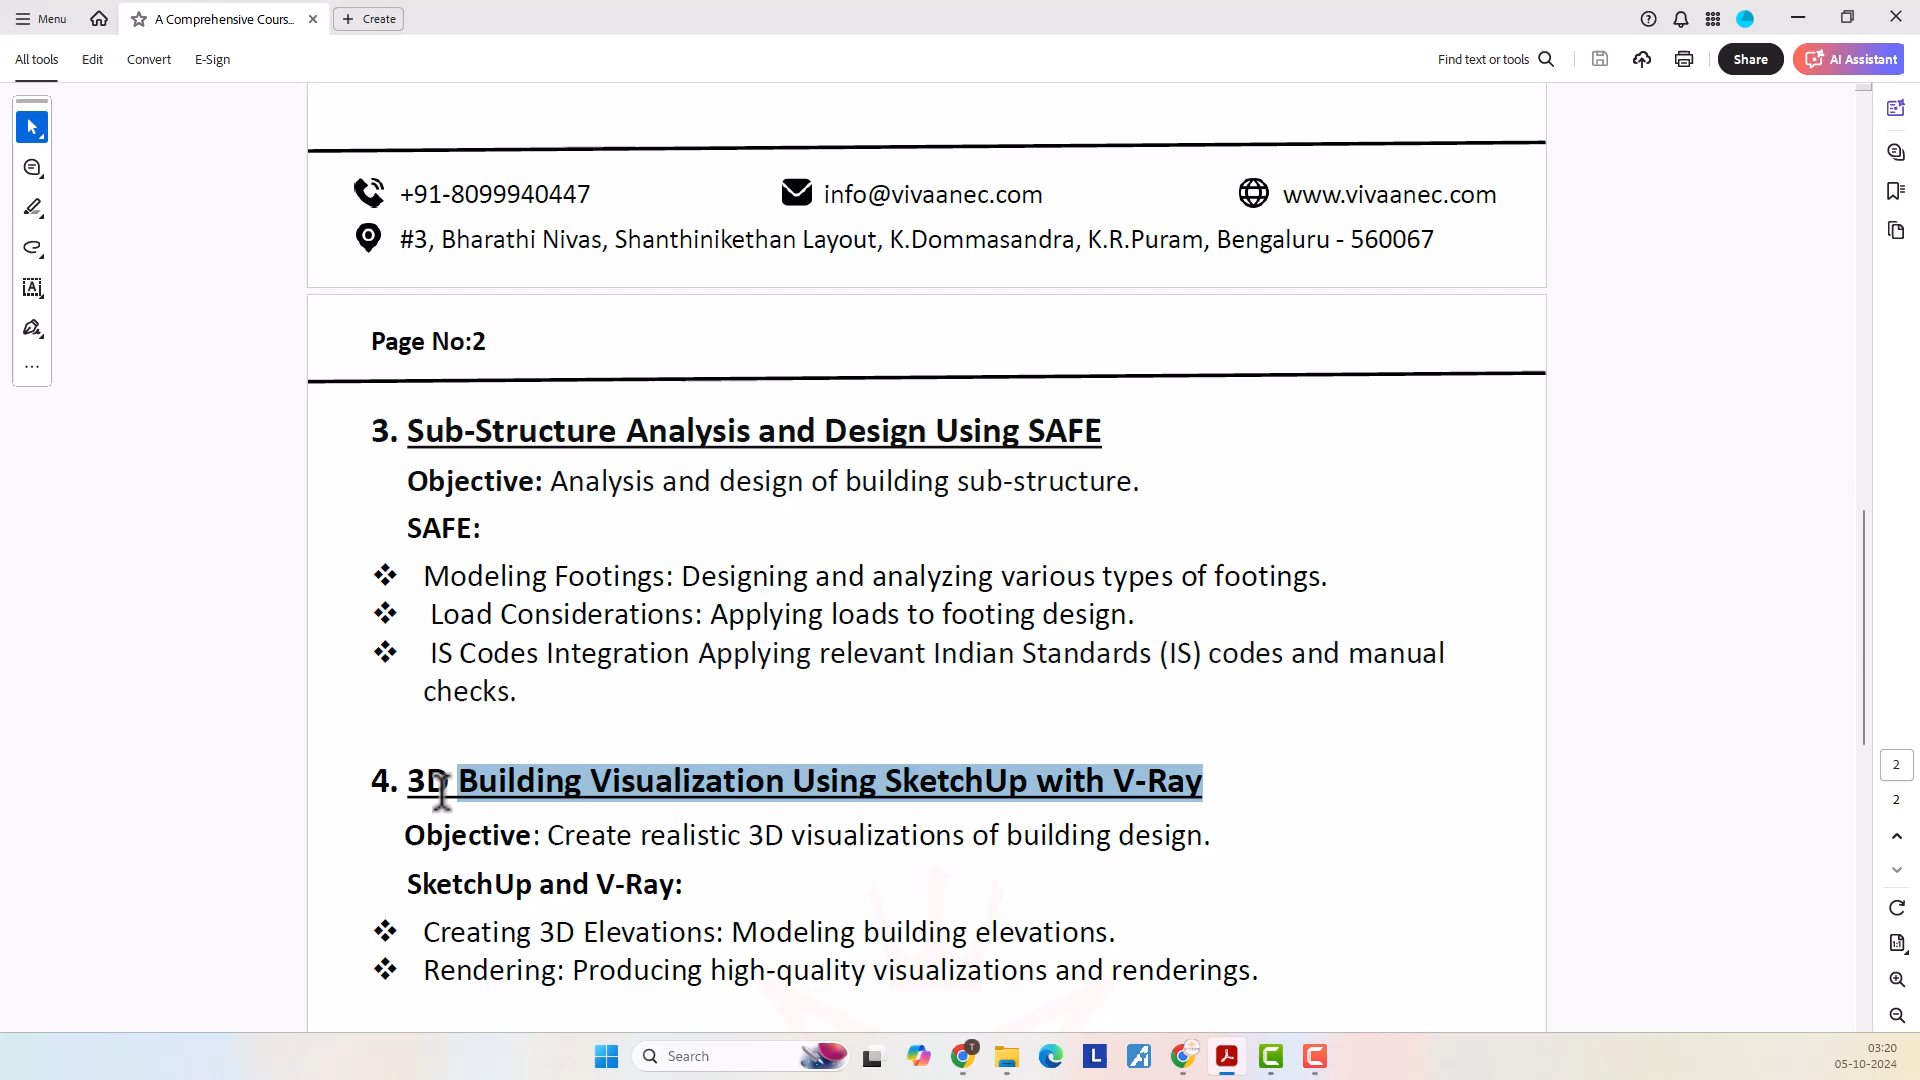 Menu
A Comprehensive Cours...
Create
All tools
Edit
Convert
E-Sign
Find text or tools
Share
AI Assistant
+91-8099940447
info@vivaanec.com
www.vivaanec.com
#3, Bharathi Nivas, Shanthinikethan Layout, K.Dommasandra, K.R.Puram, Bengaluru - 560067
Page No:2
3. Sub-Structure Analysis and Design Using SAFE
Objective: Analysis and design of building sub-structure.
SAFE:
❖ Modeling Footings: Designing and analyzing various types of footings.
❖ Load Considerations: Applying loads to footing design.
❖ IS Codes Integration Applying relevant Indian Standards (IS) codes and manual
checks.
4. 3D Building Visualization Using SketchUp with V-Ray
Objective: Create realistic 3D visualizations of building design.
SketchUp and V-Ray:
❖ Creating 3D Elevations: Modeling building elevations.
❖ Rendering: Producing high-quality visualizations and renderings.
2
2
Search
03:20
05-10-2024